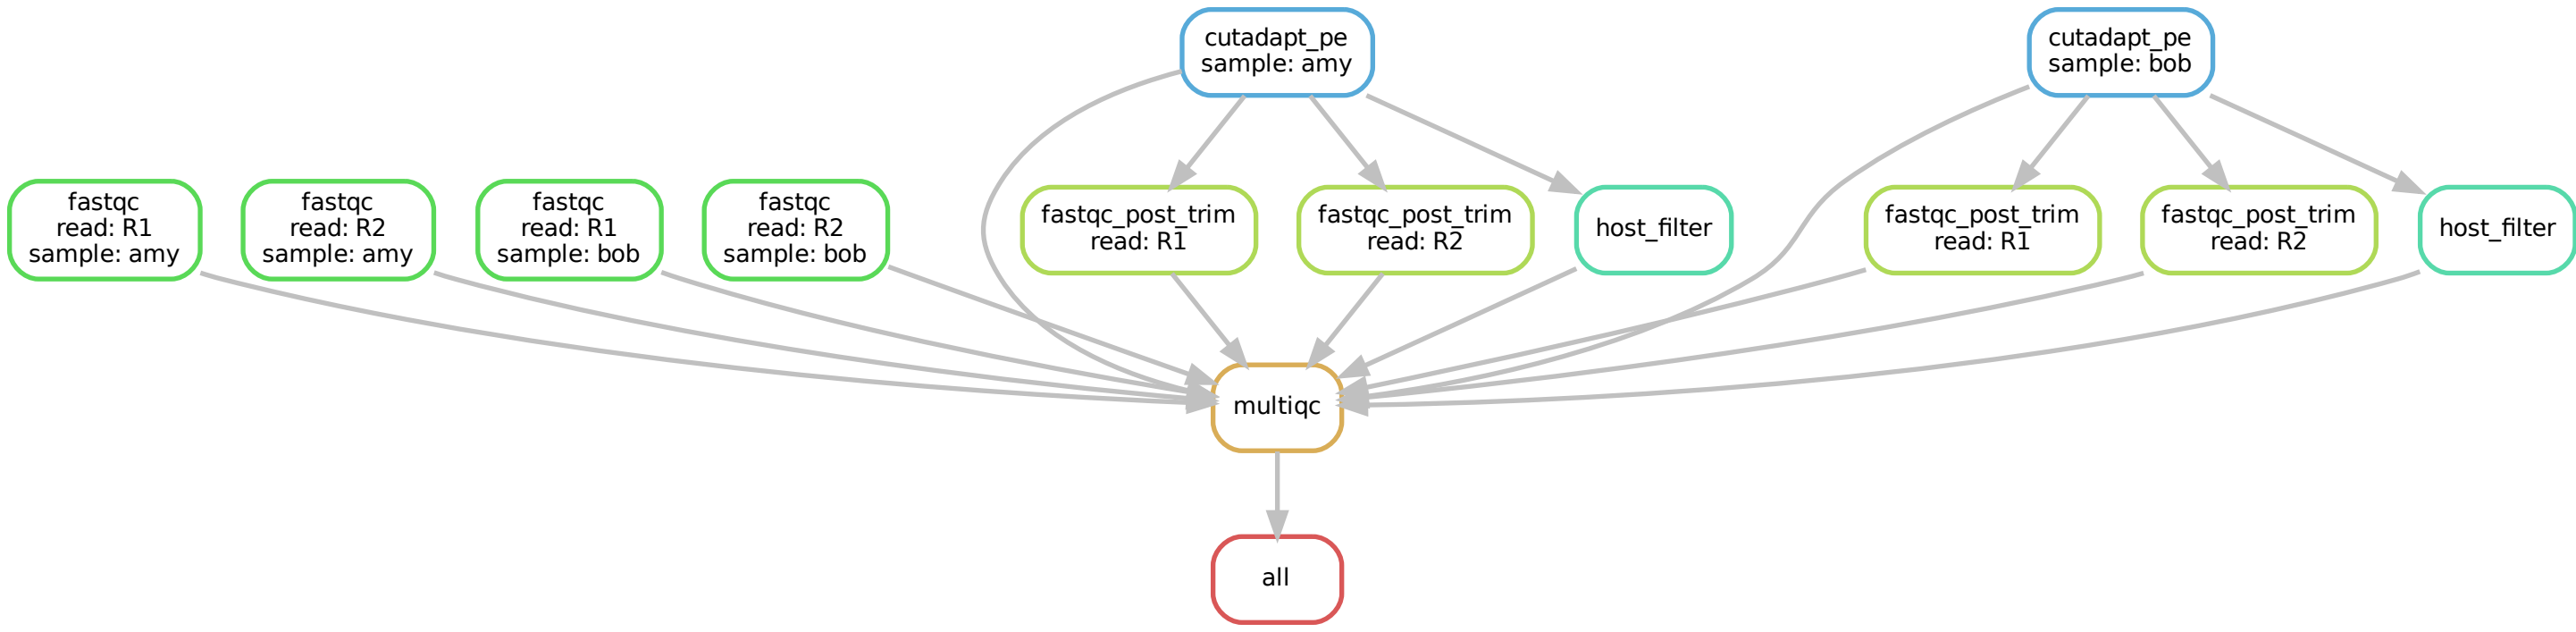 cutadapt_pe
sample: amy
cutadapt_pe
sample: bob
fastqc
read: R1
sample: amy
fastqc
read: R2
sample: amy
fastqc
read: R1
sample: bob
fastqc
read: R2
sample: bob
fastqc_post_trim
read: R1
fastqc_post_trim
read: R2
host_filter
fastqc_post_trim
read: R1
fastqc_post_trim
read: R2
host_filter
multiqc
all